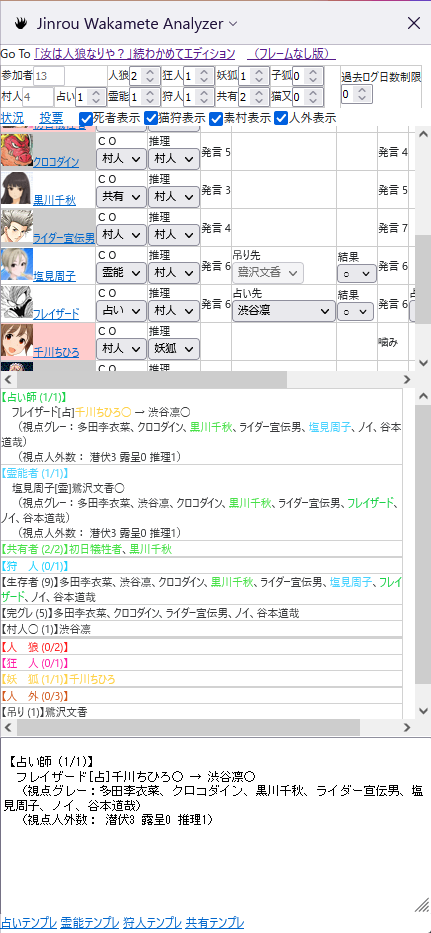 Jinrou Wakamete Analyzer
Go To 「汝は人狼なりや？」続わかめてエディション （フレームなし版）
参加者 13 人狼 2 狂人 1 妖狐 1 子狐 0 過去ログ日数制限
村人 4 占い 1 霊能 1 狩人 1 共有 2 猫又 0 0
状況 投票 死者表示 猫狩表示 素村表示 人外表示
クロコダイン CO 村人 推理 村人 発言 5 発言 4
黒川千秋 CO 共有 推理 村人 発言 3 発言 5
ライダー宣伝男 CO 村人 推理 村人 発言 4 発言 7
塩見周子 CO 霊能 推理 村人 発言 6 吊り先 鷺沢文香 結果 ○ 発言 6
フレイザード CO 占い 推理 村人 発言 6 占い先 渋谷凛 結果 ○ 発言 6 占
千川ちひろ CO 村人 推理 妖狐 噛み
【占い師 (1/1)】
フレイザード[占]千川ちひろ○ → 渋谷凛○
（視点グレー：多田李衣菜、クロコダイン、黒川千秋、ライダー宣伝男、塩見周子、ノイ、谷本
道哉）
（視点人外数： 潜伏3 露呈0 推理1）
【霊能者 (1/1)】
塩見周子[霊]鷺沢文香○
（視点グレー：多田李衣菜、渋谷凛、クロコダイン、黒川千秋、ライダー宣伝男、フレイザード、
ノイ、谷本道哉）
（視点人外数： 潜伏3 露呈0 推理1）
【共有者 (2/2)】初日犠牲者、黒川千秋
【狩　人 (0/1)】
【生存者 (9)】多田李衣菜、渋谷凛、クロコダイン、黒川千秋、ライダー宣伝男、塩見周子、フレイ
ザード、ノイ、谷本道哉
【完グレ (5)】多田李衣菜、クロコダイン、ライダー宣伝男、ノイ、谷本道哉
【村人○ (1)】渋谷凛
【人　狼 (0/2)】
【狂　人 (0/1)】
【妖　狐 (1/1)】千川ちひろ
【人　外 (0/3)】
【吊り (1)】鷺沢文香
【占い師 (1/1)】
フレイザード[占]千川ちひろ○ → 渋谷凛○
（視点グレー：多田李衣菜、クロコダイン、黒川千秋、ライダー宣伝男、塩
見周子、ノイ、谷本道哉）
（視点人外数： 潜伏3 露呈0 推理1）
占いテンプレ 霊能テンプレ 狩人テンプレ 共有テンプレ